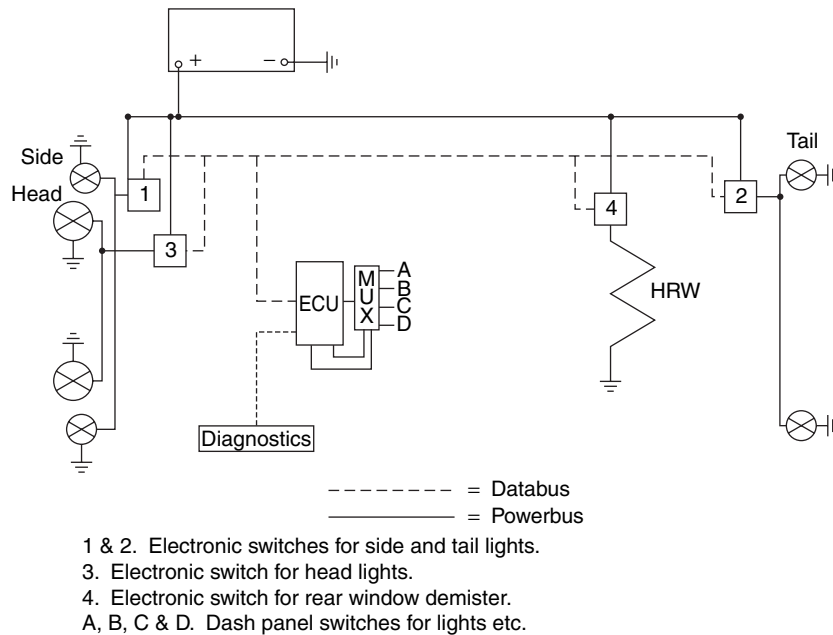 + −
Side
1
Tail
Head
2
4
3
ECU
MUX
A
B
C
D
HRW
Diagnostics
= Databus
= Powerbus
1 & 2. Electronic switches for side and tail lights.
3. Electronic switch for head lights.
4. Electronic switch for rear window demister.
A, B, C & D. Dash panel switches for lights etc.